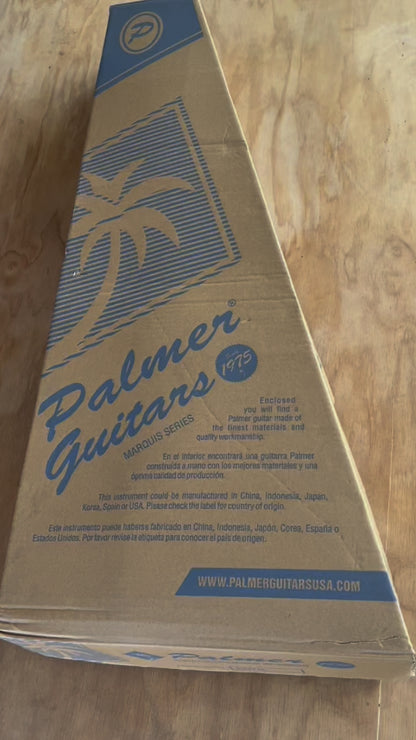 P
Palmer®
Guitars
Since
1975
MARQUIS SERIES
Enclosed
you will find a
Palmer guitar made of
the finest materials and
quality workmanship.
En el interior encontrará una guitarra Palmer
construida a mano con los mejores materiales y una
óptima calidad de producción.
This instrument could be manufactured in China, Indonesia, Japan,
Korea, Spain or USA. Please check the label for country of origin.
Este instrumento puede haberse fabricado en China, Indonesia, Japón, Corea, España o
Estados Unidos. Por favor revise la etiqueta para conocer el país de origen.
WWW.PALMERGUITARSUSA.COM
Palmer